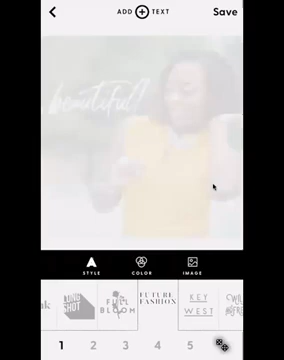 ADD + TEXT Save
beautiful!
STYLE COLOR IMAGE
LONG SHOT
FULL BLOOM
FUTURE FASHION
KEY WEST
1 2 3 4 5